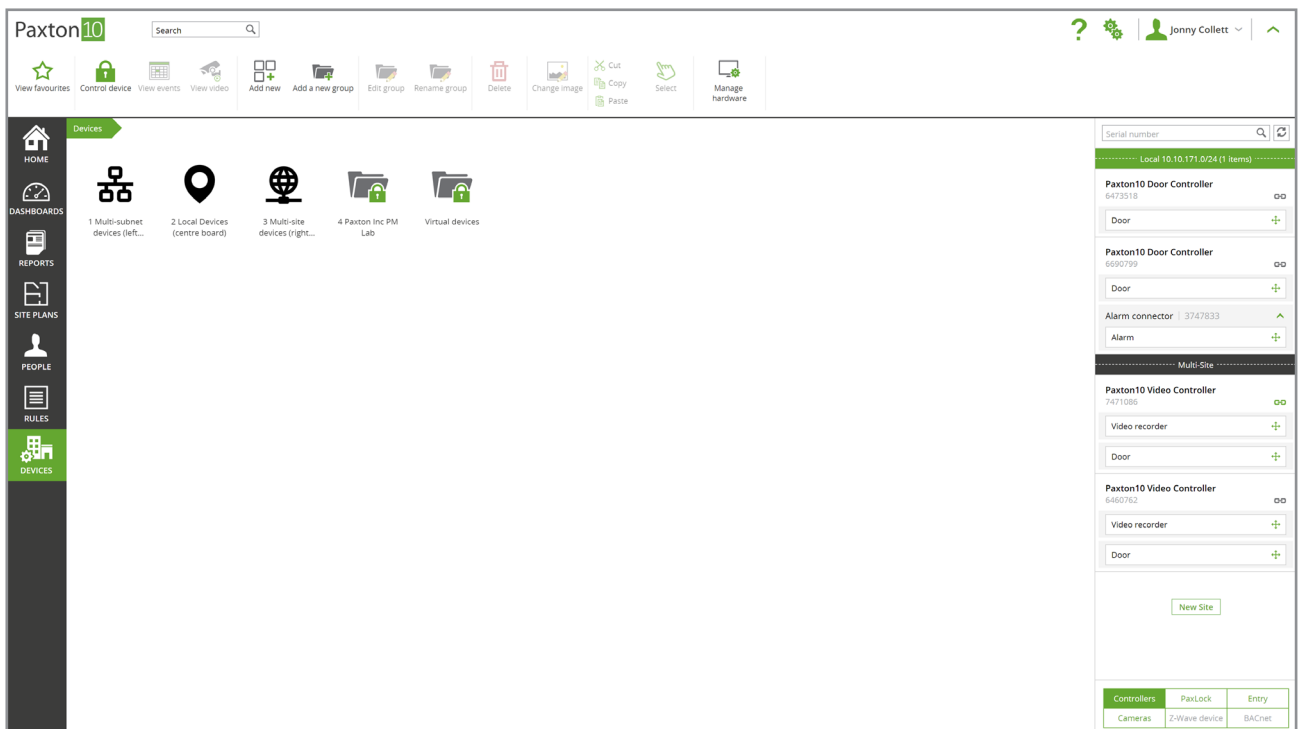 Paxton10
Search
? Jonny Collett
View favourites
Control device
View events
View video
Add new
Add a new group
Edit group
Rename group
Delete
Change image
Cut
Copy
Paste
Select
Manage
hardware
HOME
DASHBOARDS
REPORTS
SITE PLANS
PEOPLE
RULES
DEVICES
Devices
1 Multi-subnet
devices (left...
2 Local Devices
(centre board)
3 Multi-site
devices (right...
4 Paxton Inc PM
Lab
Virtual devices
Serial number
Local 10.10.171.0/24 (1 items)
Paxton10 Door Controller
6473518
Door
Paxton10 Door Controller
6690799
Door
Alarm connector | 3747833
Alarm
Multi-Site
Paxton10 Video Controller
7471086
Video recorder
Door
Paxton10 Video Controller
6460762
Video recorder
Door
New Site
Controllers PaxLock Entry
Cameras Z-Wave device BACnet